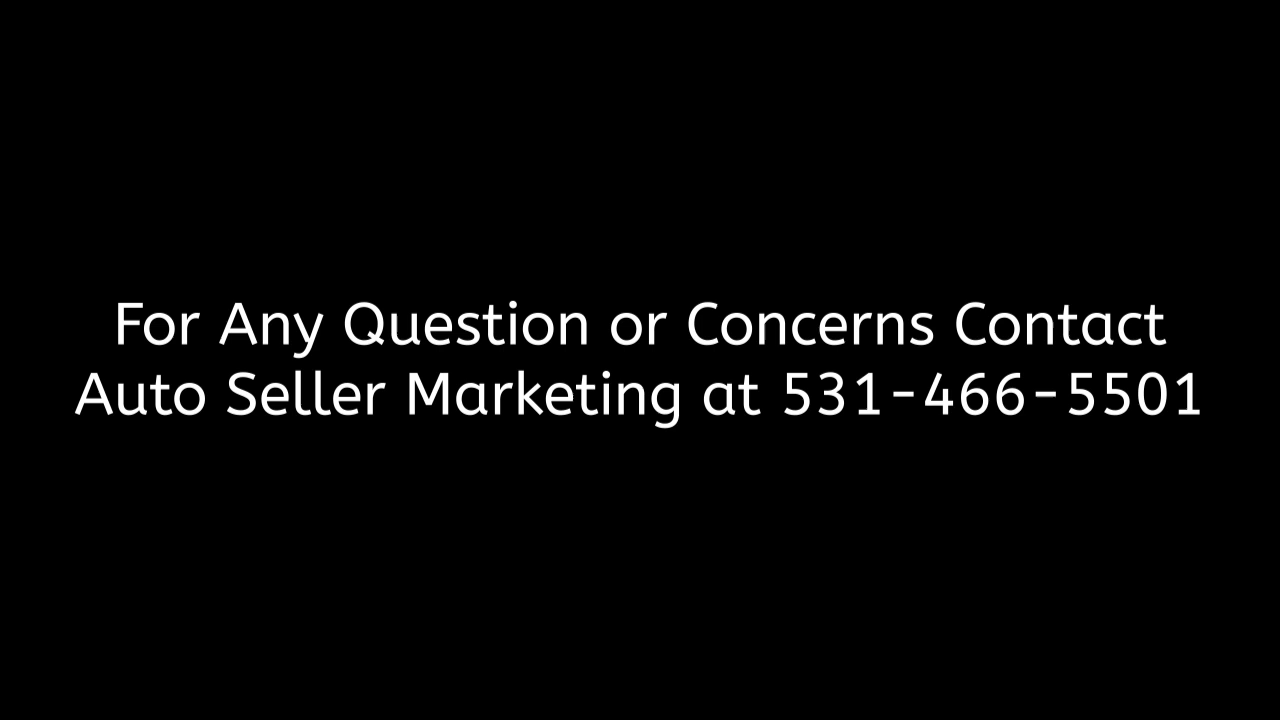 For Any Question or Concerns Contact
Auto Seller Marketing at 531-466-5501